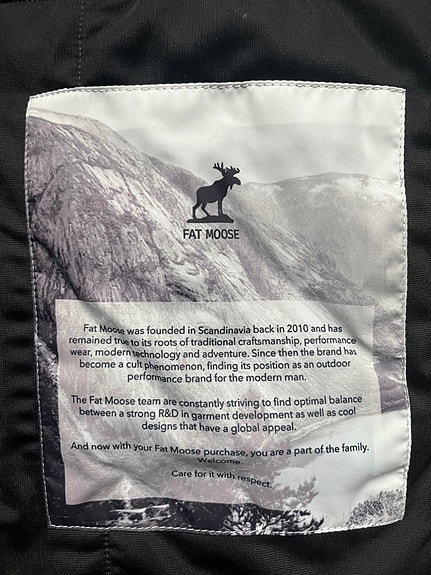 FAT MOOSE
Fat Moose was founded in Scandinavia back in 2010 and has
remained true to its roots of traditional craftsmanship, performance
wear, modern technology and adventure. Since then the brand has
become a cult phenomenon, finding its position as an outdoor
performance brand for the modern man.
The Fat Moose team are constantly striving to find optimal balance
between a strong R&D in garment development as well as cool
designs that have a global appeal.
And now with your Fat Moose purchase, you are a part of the family.
Welcome.
Care for it with respect.